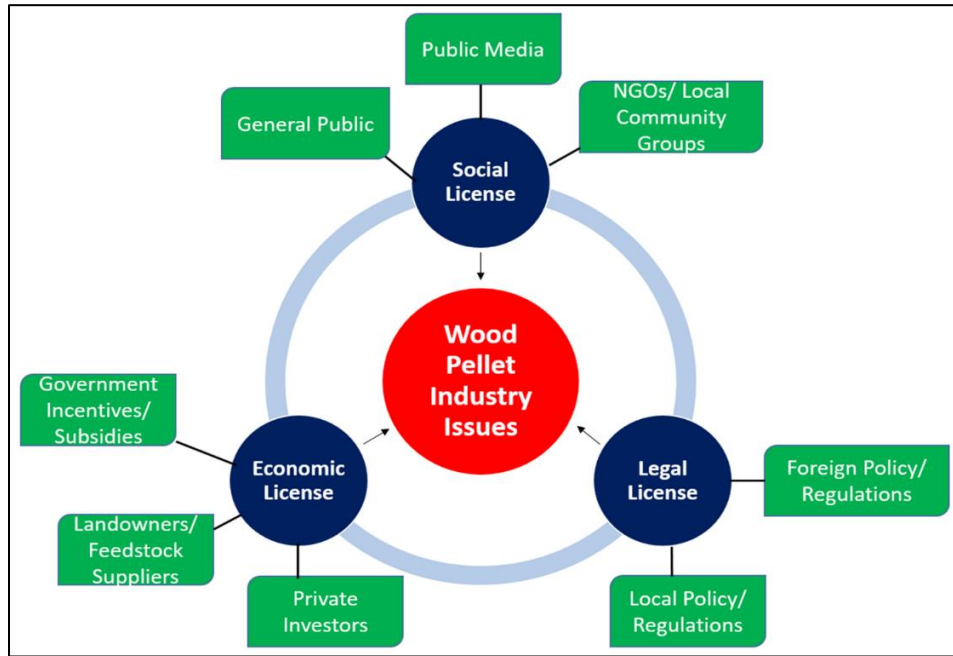 Public Media
General Public
NGOs/ Local
Community
Groups
Social
License
Wood
Pellet
Industry
Issues
Government
Incentives/
Subsidies
Economic
License
Landowners/
Feedstock
Suppliers
Private
Investors
Legal
License
Foreign Policy/
Regulations
Local Policy/
Regulations